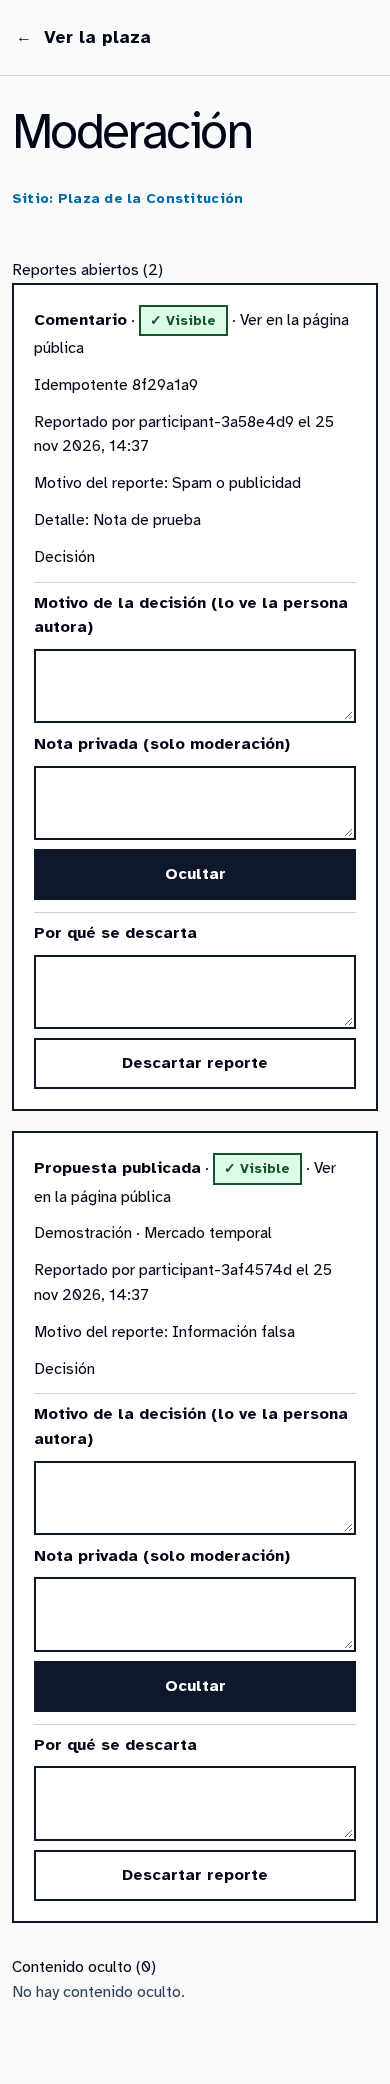 ← Ver la plaza
Moderación
Sitio: Plaza de la Constitución
Reportes abiertos (2)
Comentario · ✓ Visible · Ver en la página
pública
Idempotente 8f29a1a9
Reportado por participant-3a58e4d9 el 25
nov 2026, 14:37
Motivo del reporte: Spam o publicidad
Detalle: Nota de prueba
Decisión
Motivo de la decisión (lo ve la persona
autora)
Nota privada (solo moderación)
Ocultar
Por qué se descarta
Descartar reporte
Propuesta publicada · ✓ Visible · Ver
en la página pública
Demostración · Mercado temporal
Reportado por participant-3af4574d el 25
nov 2026, 14:37
Motivo del reporte: Información falsa
Decisión
Motivo de la decisión (lo ve la persona
autora)
Nota privada (solo moderación)
Ocultar
Por qué se descarta
Descartar reporte
Contenido oculto (0)
No hay contenido oculto.